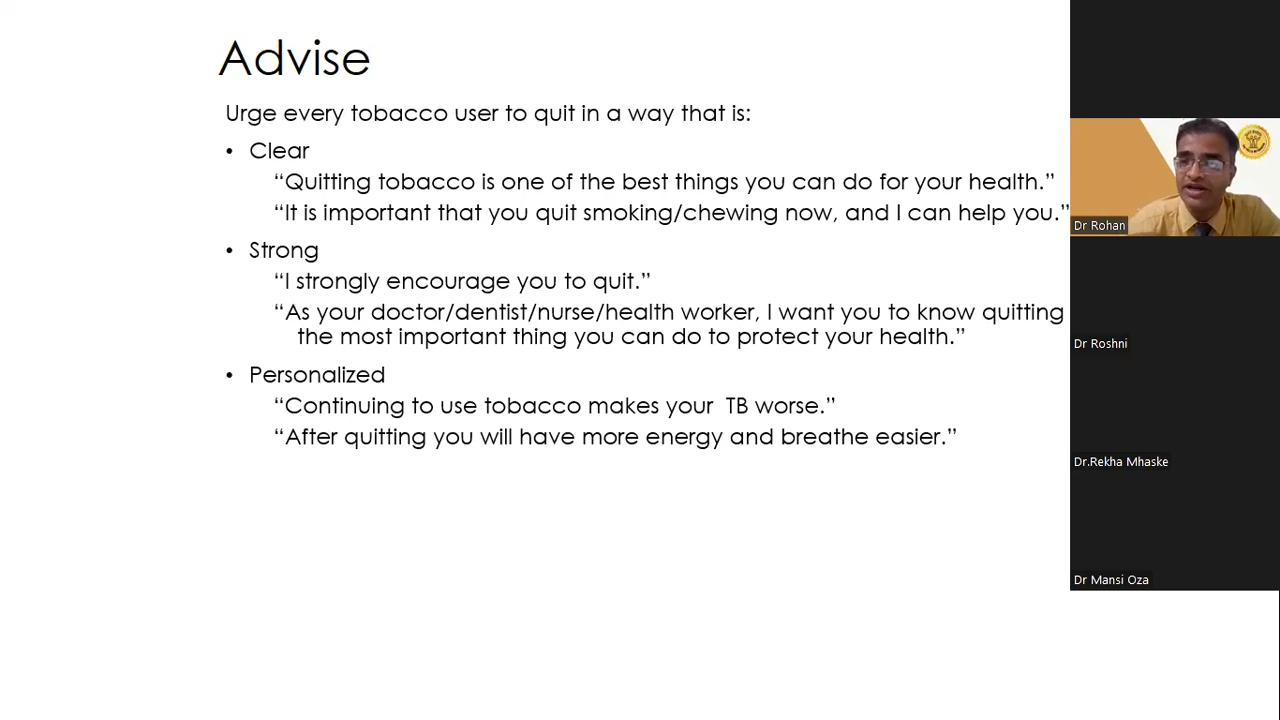 Advise
Urge every tobacco user to quit in a way that is:
• Clear
“Quitting tobacco is one of the best things you can do for your health.”
“It is important that you quit smoking/chewing now, and I can help you.”
• Strong
“I strongly encourage you to quit.”
“As your doctor/dentist/nurse/health worker, I want you to know quitting
the most important thing you can do to protect your health.”
• Personalized
“Continuing to use tobacco makes your  TB worse.”
“After quitting you will have more energy and breathe easier.”
Dr Rohan
Dr Roshni
Dr.Rekha Mhaske
Dr Mansi Oza